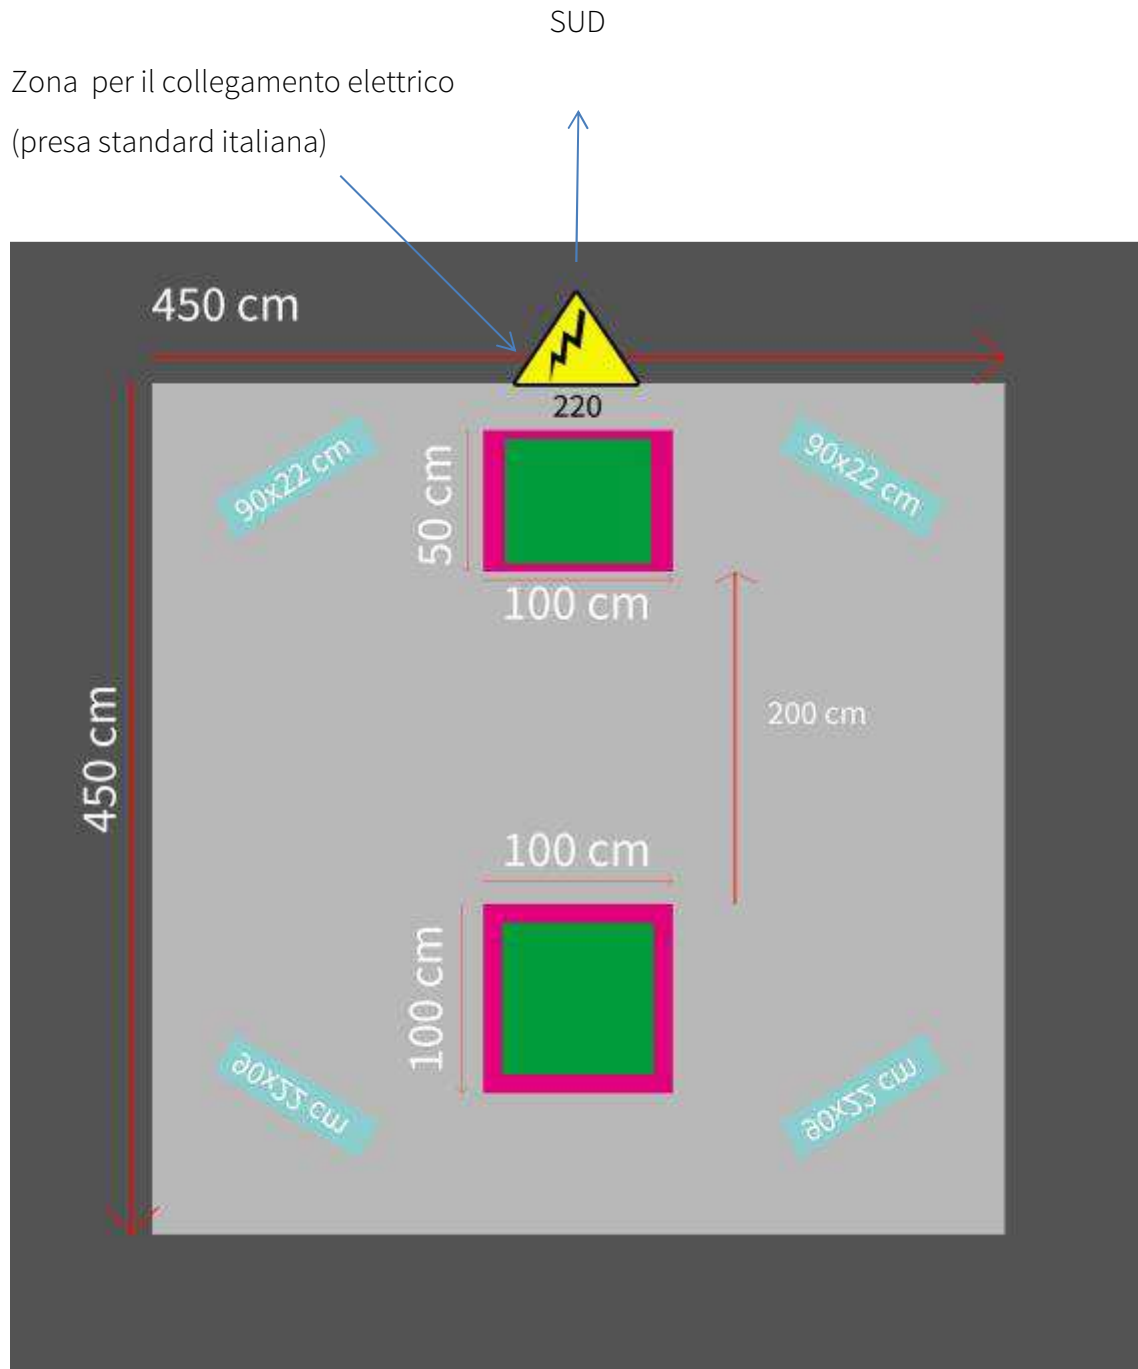 SUD
Zona per il collegamento elettrico
(presa standard italiana)
450 cm
220
90x22 cm
90x22 cm
50 cm
100 cm
450 cm
200 cm
100 cm
100 cm
90x22 cm
90x22 cm